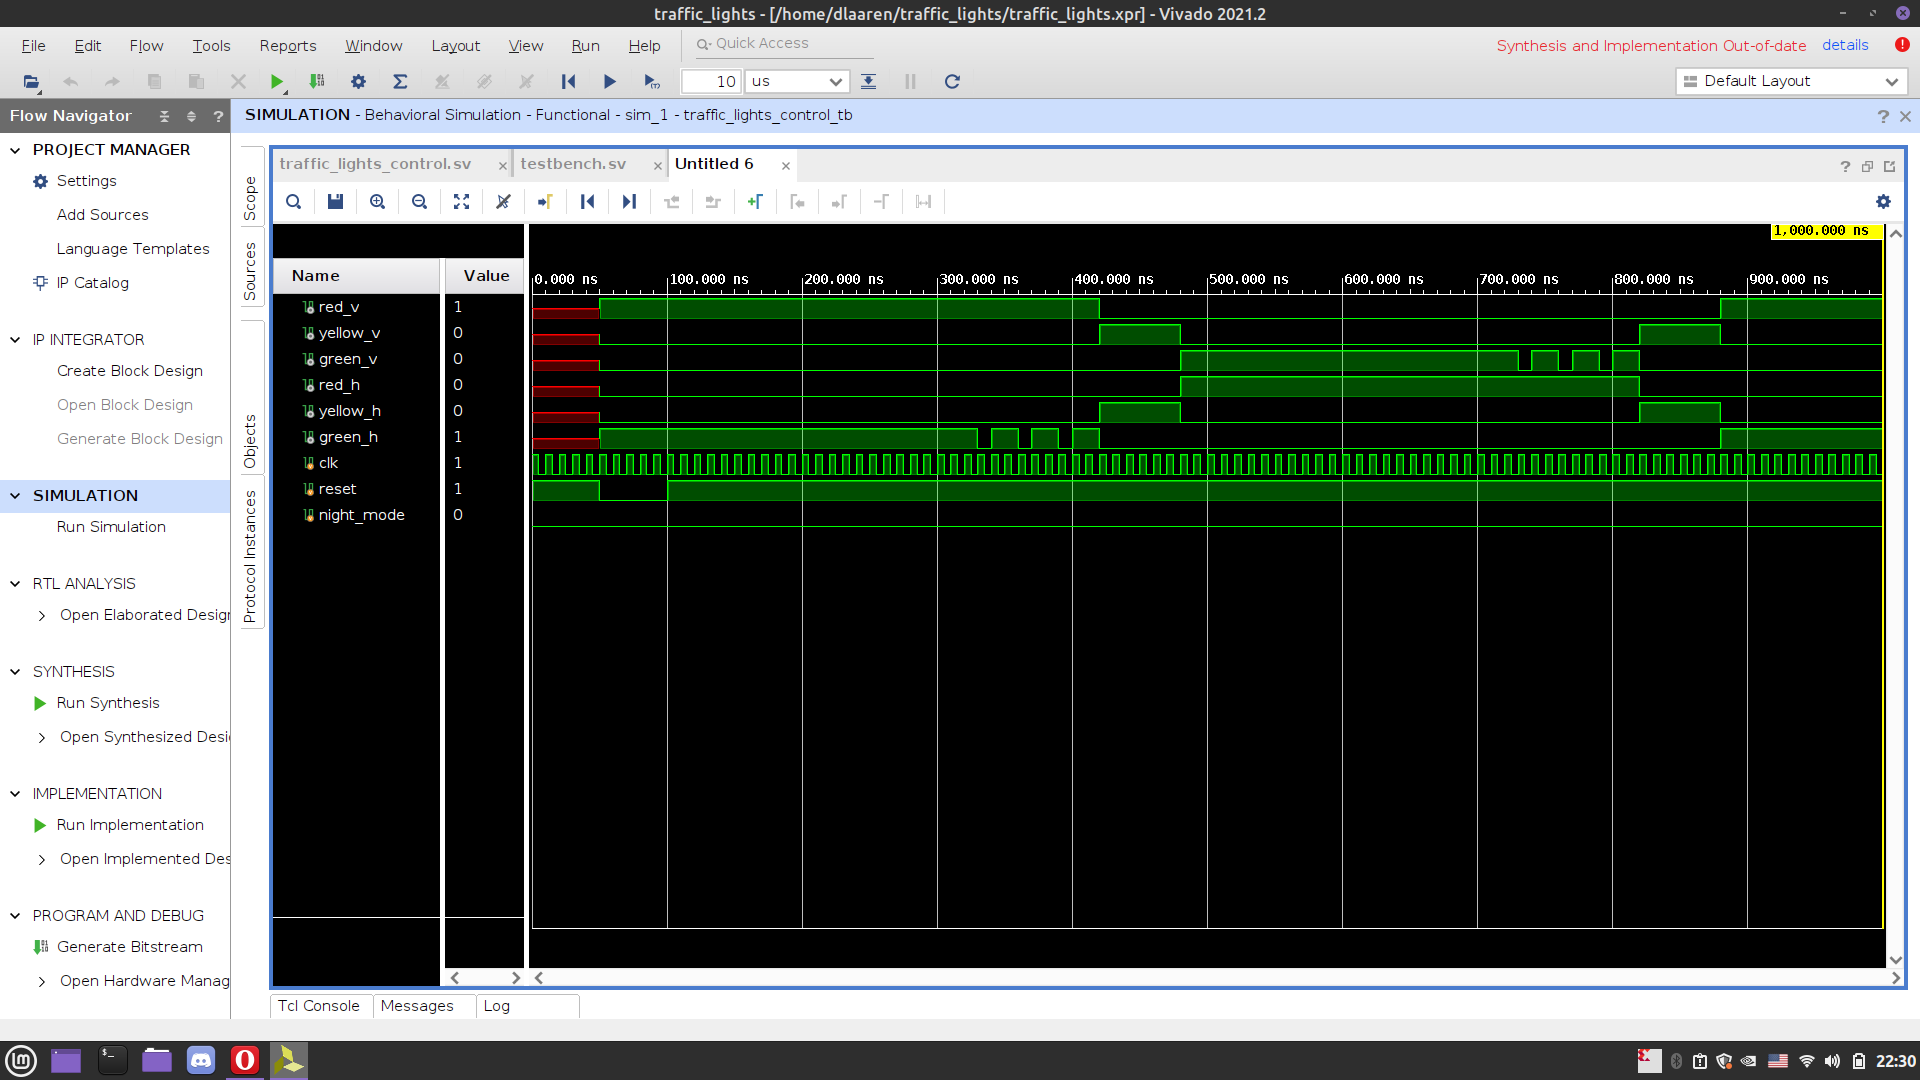 traffic_lights - [/home/dlaaren/traffic_lights/traffic_lights.xpr] - Vivado 2021.2
File Edit Flow Tools Reports Window Layout View Run Help Quick Access
Synthesis and Implementation Out-of-date details
10 us
Default Layout
Flow Navigator
SIMULATION - Behavioral Simulation - Functional - sim_1 - traffic_lights_control_tb
PROJECT MANAGER
Settings
Add Sources
Language Templates
IP Catalog
IP INTEGRATOR
Create Block Design
Open Block Design
Generate Block Design
SIMULATION
Run Simulation
RTL ANALYSIS
Open Elaborated Design
SYNTHESIS
Run Synthesis
Open Synthesized Desi
IMPLEMENTATION
Run Implementation
Open Implemented Des
PROGRAM AND DEBUG
Generate Bitstream
Open Hardware Manag
Scope
Sources
Objects
Protocol Instances
traffic_lights_control.sv
testbench.sv
Untitled 6
1,000.000 ns
Name Value
0.000 ns 100.000 ns 200.000 ns 300.000 ns 400.000 ns 500.000 ns 600.000 ns 700.000 ns 800.000 ns 900.000 ns
red_v 1
yellow_v 0
green_v 0
red_h 0
yellow_h 0
green_h 1
clk 1
reset 1
night_mode 0
Tcl Console
Messages
Log
22:30